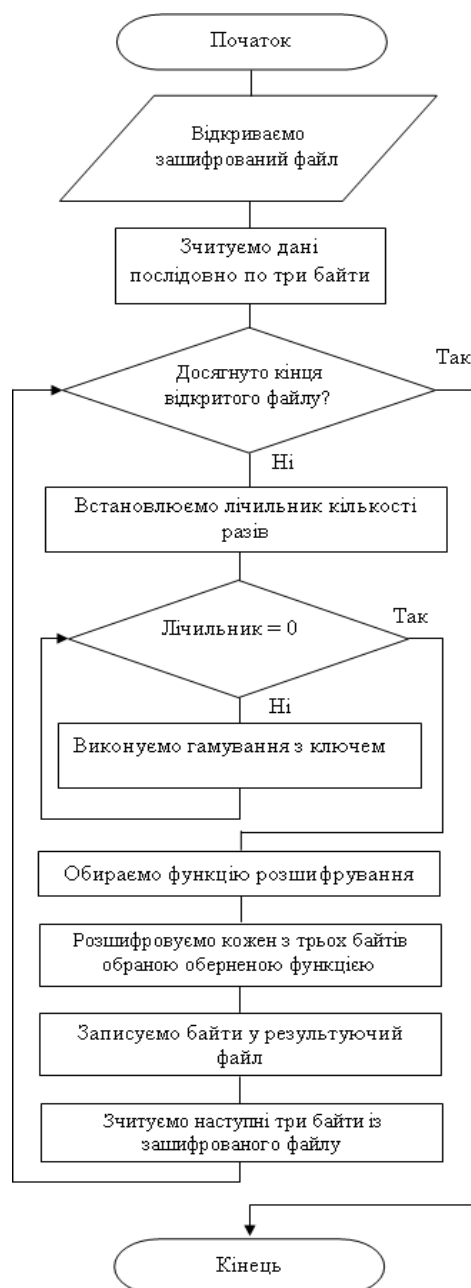 Початок
Відкриваємо
зашифрований файл
Зчитуємо дані
послідовно по три байти
Так
Досягнуто кінця
відкритого файлу?
Ні
Встановлюємо лічильник кількості
разів
Так
Лічильник = 0
Ні
Виконуємо гамування з ключем
Обираємо функцію розшифрування
Розшифровуємо кожен з трьох байтів
обраною оберненою функцією
Записуємо байти у результуючий
файл
Зчитуємо наступні три байти із
зашифрованого файлу
Кінець